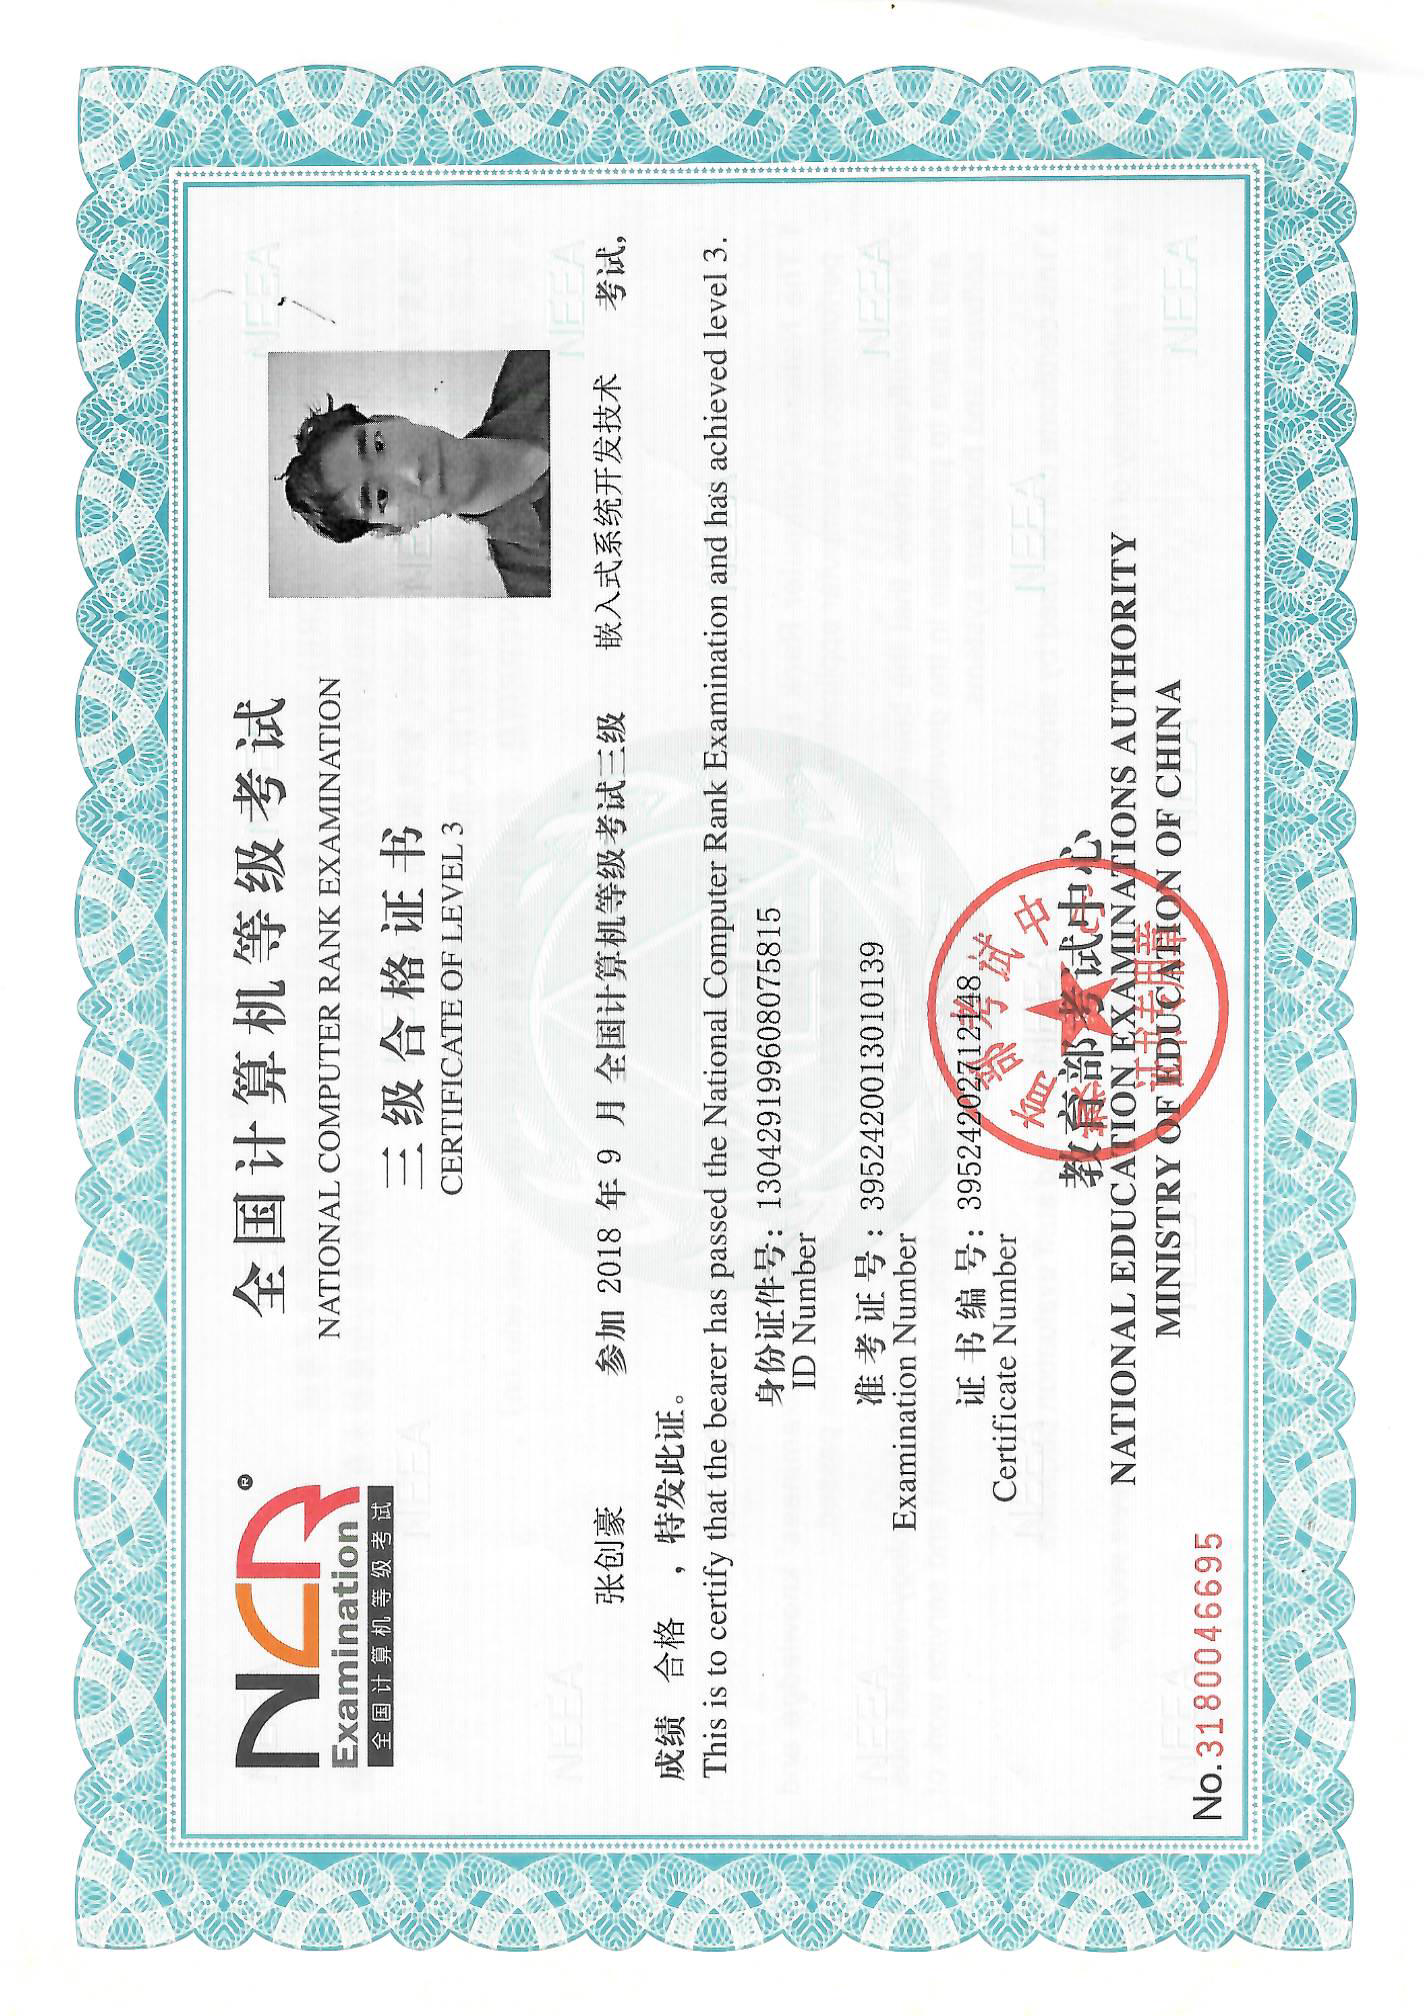 NCR®
Examination
全国计算机等级考试
全国计算机等级考试
NATIONAL COMPUTER RANK EXAMINATION
三级合格证书
CERTIFICATE OF LEVEL 3
张创豪 参加 2018 年 9 月 全国计算机等级考试三级 嵌入式系统开发技术 考试,
成绩 合格 ,特发此证。
This is to certify that the bearer has passed the National Computer Rank Examination and has achieved level 3.
身份证件号: 130429199608075815
ID Number
准考证号: 3952420013010139
Examination Number
证书编号: 39524202712148
Certificate Number
教育部考试中心
教育部考试中心
NATIONAL EDUCATION EXAMINATIONS AUTHORITY
证书专用章
MINISTRY OF EDUCATION OF CHINA
No.3180046695